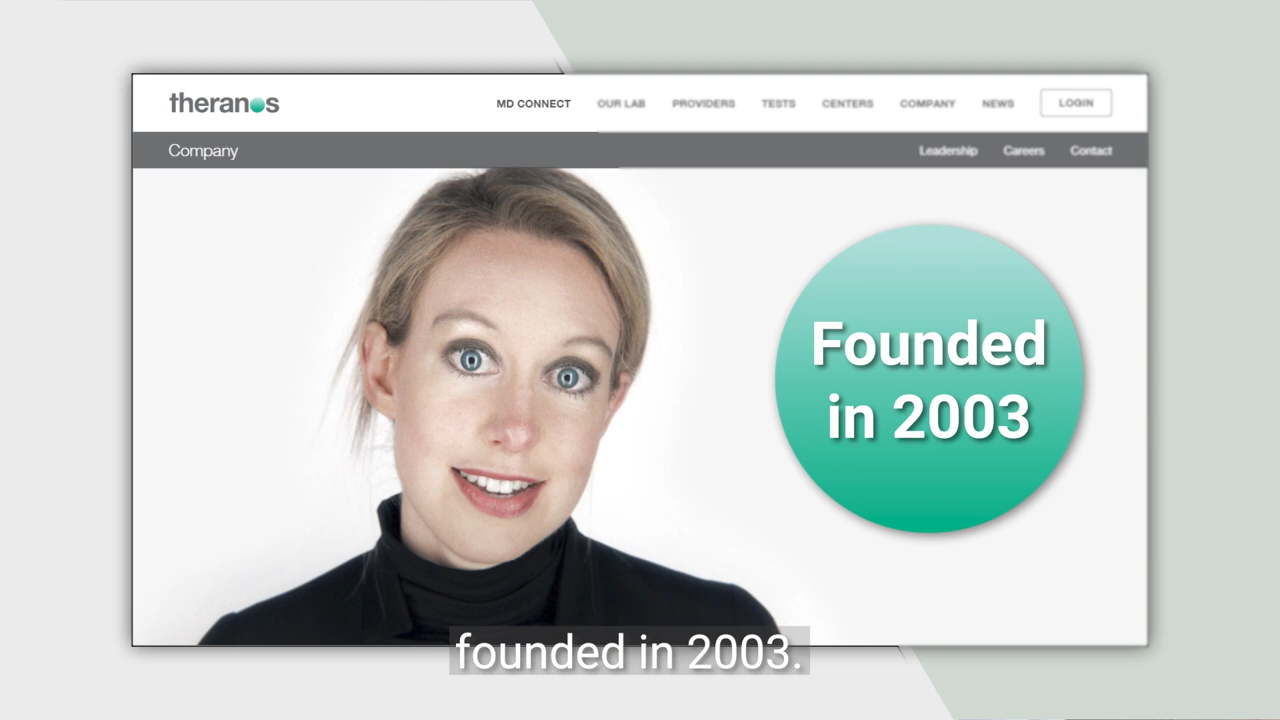 theranos
MD CONNECT OUR LAB PROVIDERS TESTS CENTERS COMPANY NEWS LOGIN
Company Leadership Careers Contact
Founded
in 2003
founded in 2003.